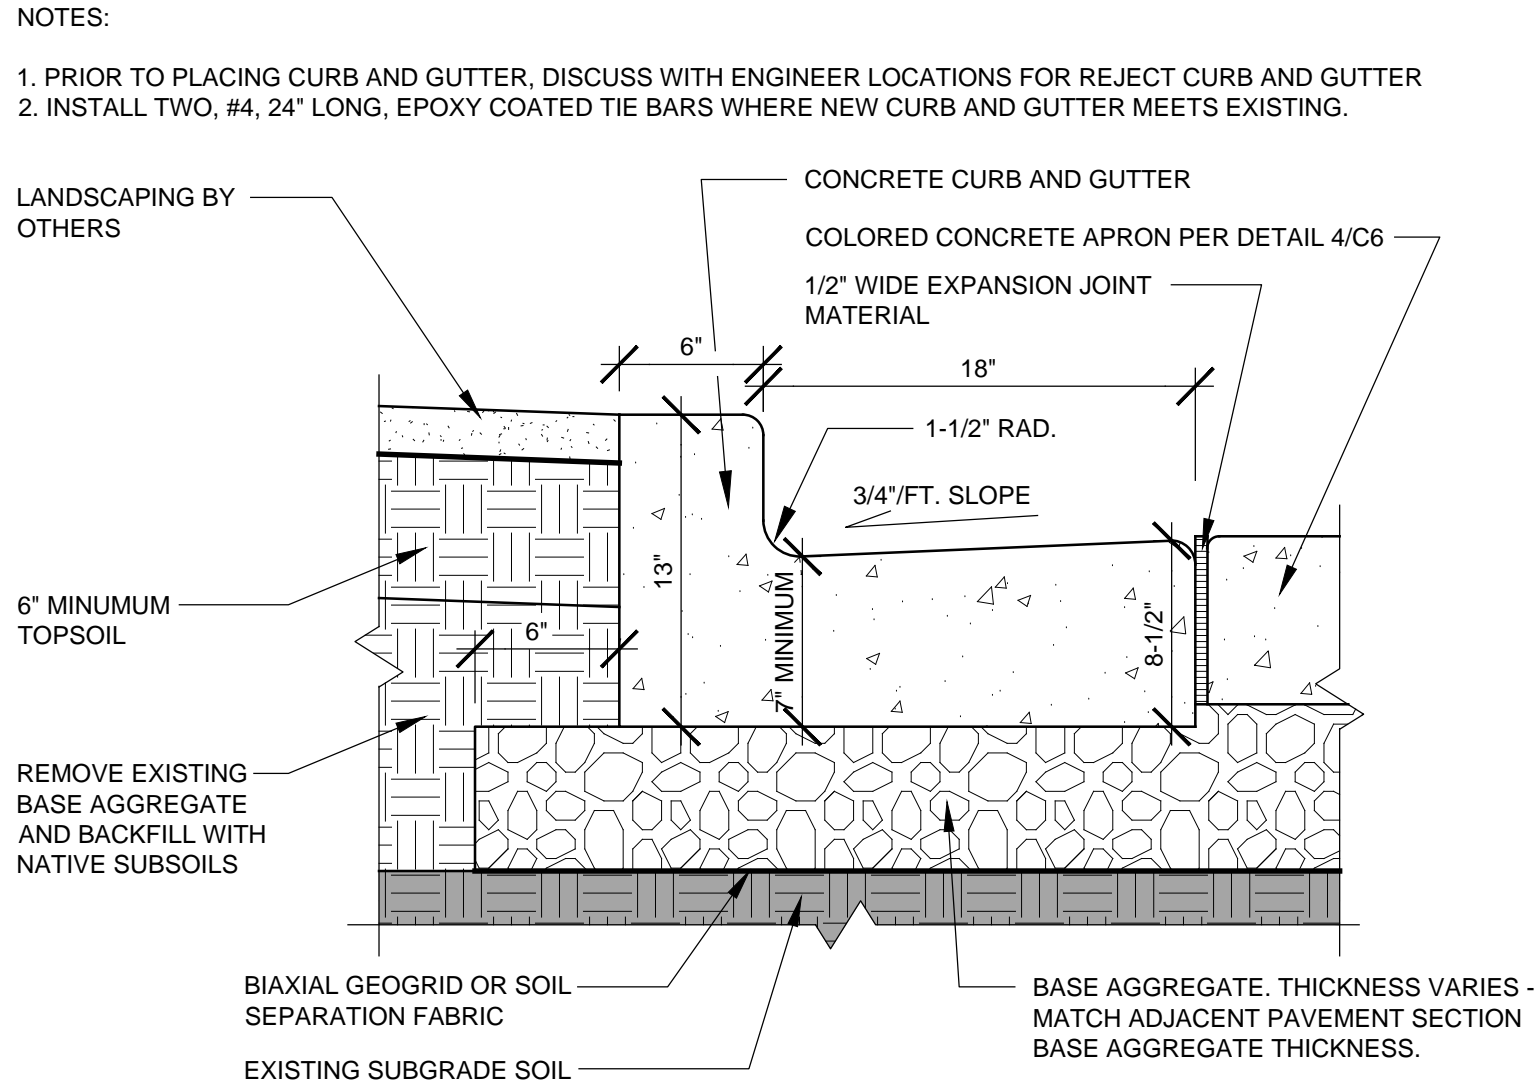 NOTES:
1. PRIOR TO PLACING CURB AND GUTTER, DISCUSS WITH ENGINEER LOCATIONS FOR REJECT CURB AND GUTTER
2. INSTALL TWO, #4, 24" LONG, EPOXY COATED TIE BARS WHERE NEW CURB AND GUTTER MEETS EXISTING.
LANDSCAPING BY
OTHERS
CONCRETE CURB AND GUTTER
COLORED CONCRETE APRON PER DETAIL 4/C6
1/2" WIDE EXPANSION JOINT
MATERIAL
6"
18"
1-1/2" RAD.
3/4"/FT. SLOPE
13"
7" MINIMUM
8-1/2"
6" MINUMUM
TOPSOIL
6"
REMOVE EXISTING
BASE AGGREGATE
AND BACKFILL WITH
NATIVE SUBSOILS
BIAXIAL GEOGRID OR SOIL
SEPARATION FABRIC
EXISTING SUBGRADE SOIL
BASE AGGREGATE. THICKNESS VARIES -
MATCH ADJACENT PAVEMENT SECTION
BASE AGGREGATE THICKNESS.